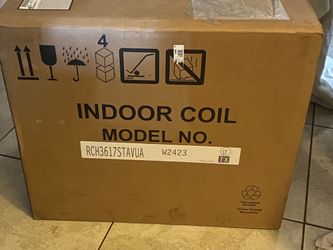 4
INDOOR COIL
MODEL NO.
RCH3617STAVUA W2423
TX